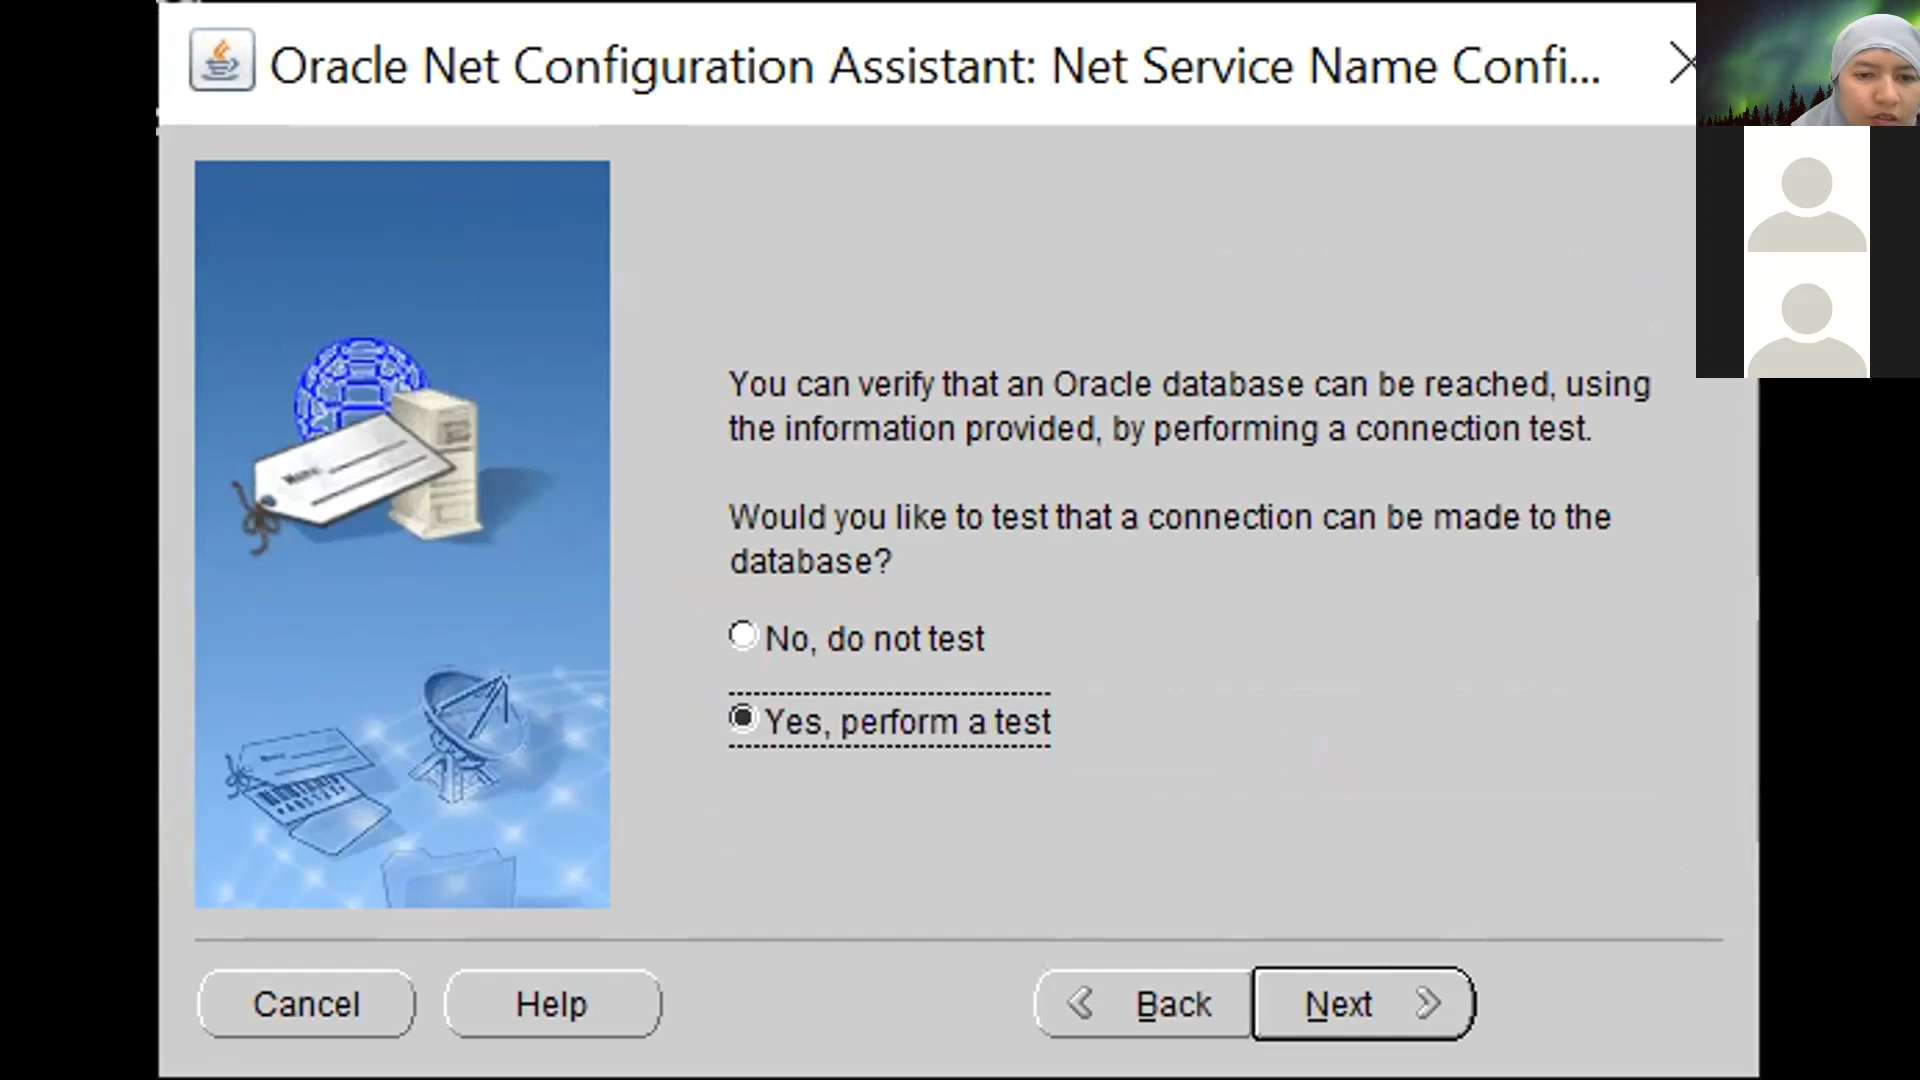 Oracle Net Configuration Assistant: Net Service Name Confi...
You can verify that an Oracle database can be reached, using
the information provided, by performing a connection test.
Would you like to test that a connection can be made to the
database?
No, do not test
Yes, perform a test
Cancel
Help
Back
Next